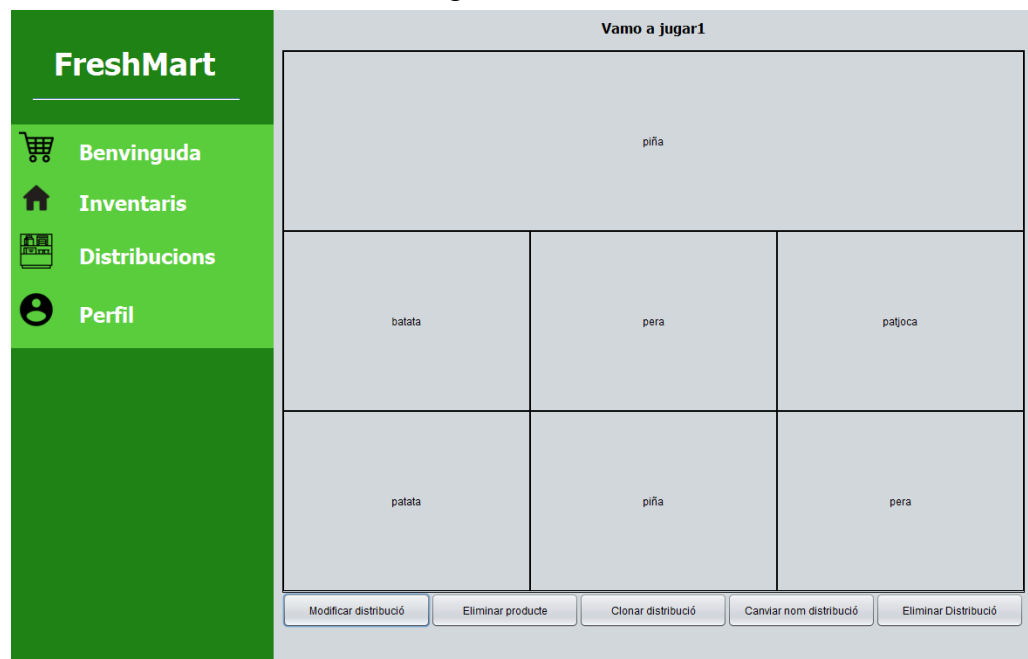 Vamo a jugar1
FreshMart
Benvinguda
Inventaris
Distribucions
Perfil
piña
batata
pera
patjoca
patata
piña
pera
Modificar distribució
Eliminar producte
Clonar distribució
Canviar nom distribució
Eliminar Distribució